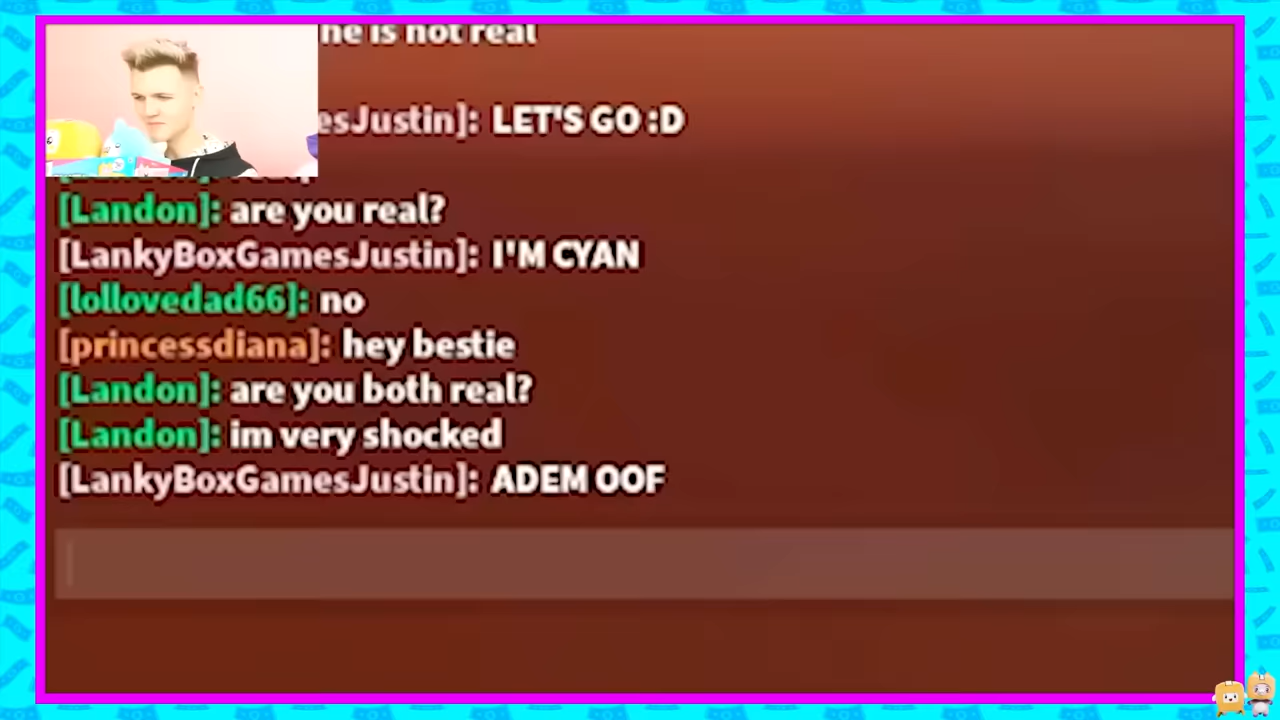 he is not real
esJustin]: LET'S GO :D
[Landon]: are you real?
[LankyBoxGamesJustin]: I'M CYAN
[lollovedad66]: no
[princessdiana]: hey bestie
[Landon]: are you both real?
[Landon]: im very shocked
[LankyBoxGamesJustin]: ADEM OOF